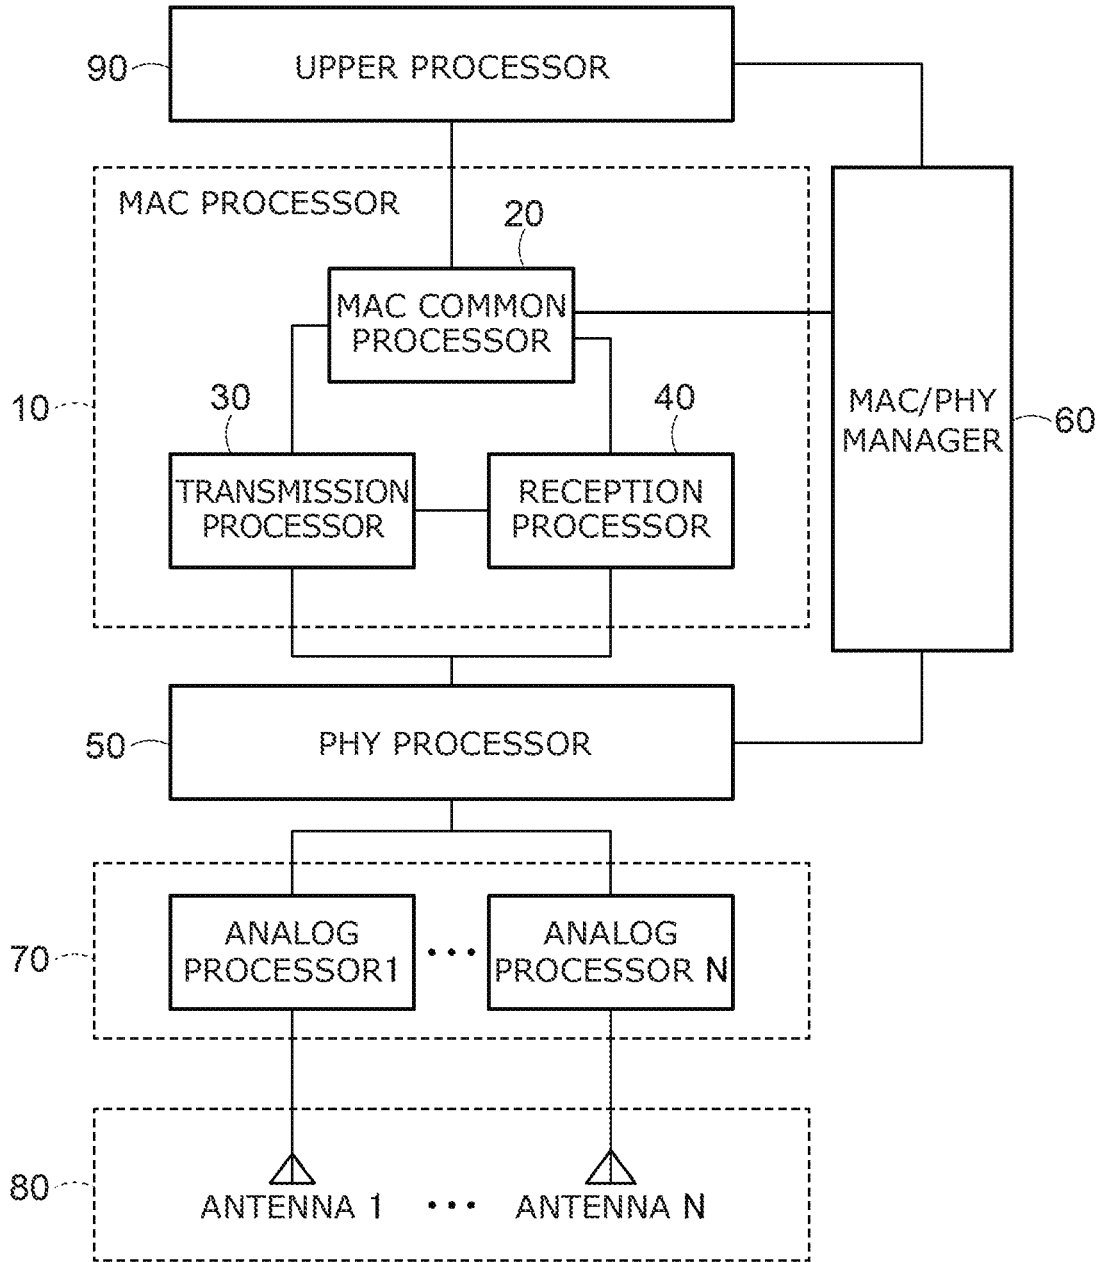 90
UPPER PROCESSOR
MAC PROCESSOR
20
MAC COMMON
PROCESSOR
10
30
40
MAC/PHY
MANAGER
60
TRANSMISSION
PROCESSOR
RECEPTION
PROCESSOR
50
PHY PROCESSOR
70
ANALOG
PROCESSOR1
•••
ANALOG
PROCESSOR N
80
ANTENNA 1 ••• ANTENNA N